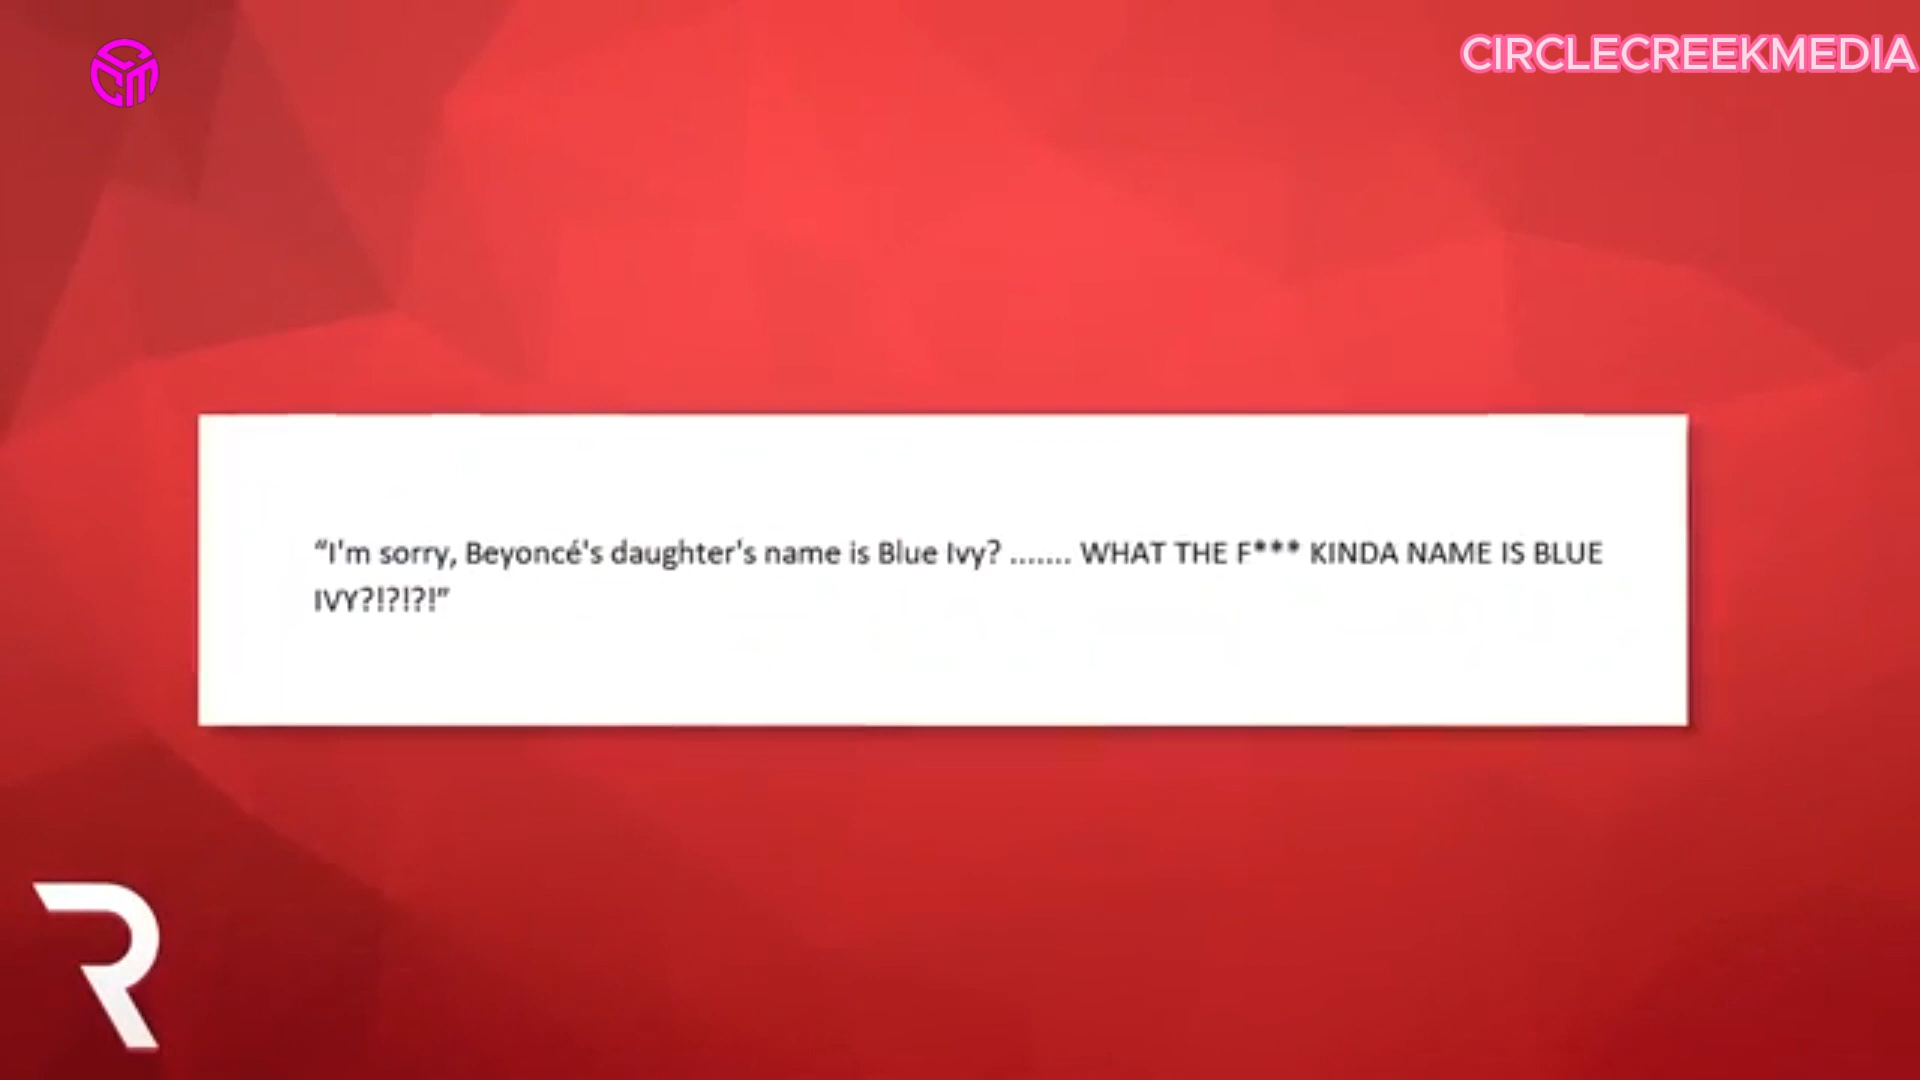 CIRCLECREEKMEDIA
“I'm sorry, Beyoncé's daughter's name is Blue Ivy? ....... WHAT THE F*** KINDA NAME IS BLUE
IVY?!?!?!”
R